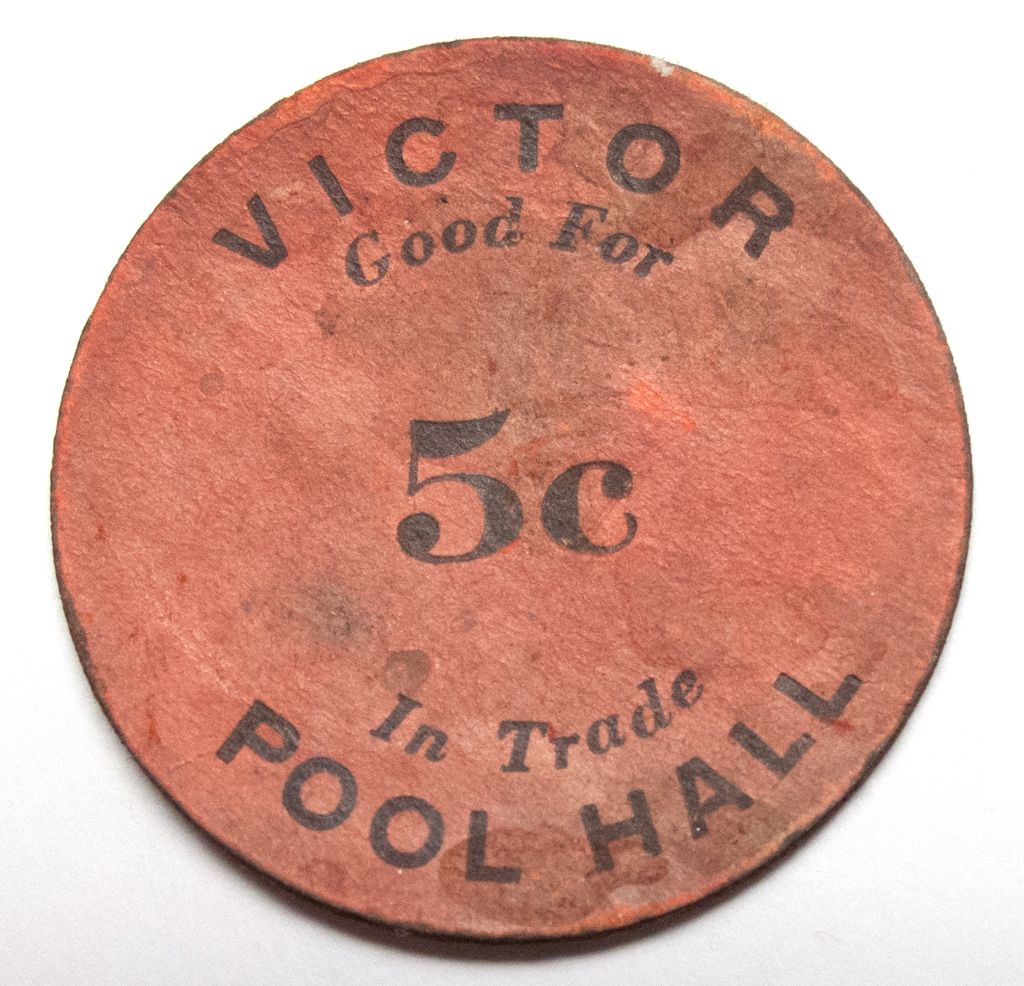 VICTOR
Good For
5c
In Trade
POOL HALL